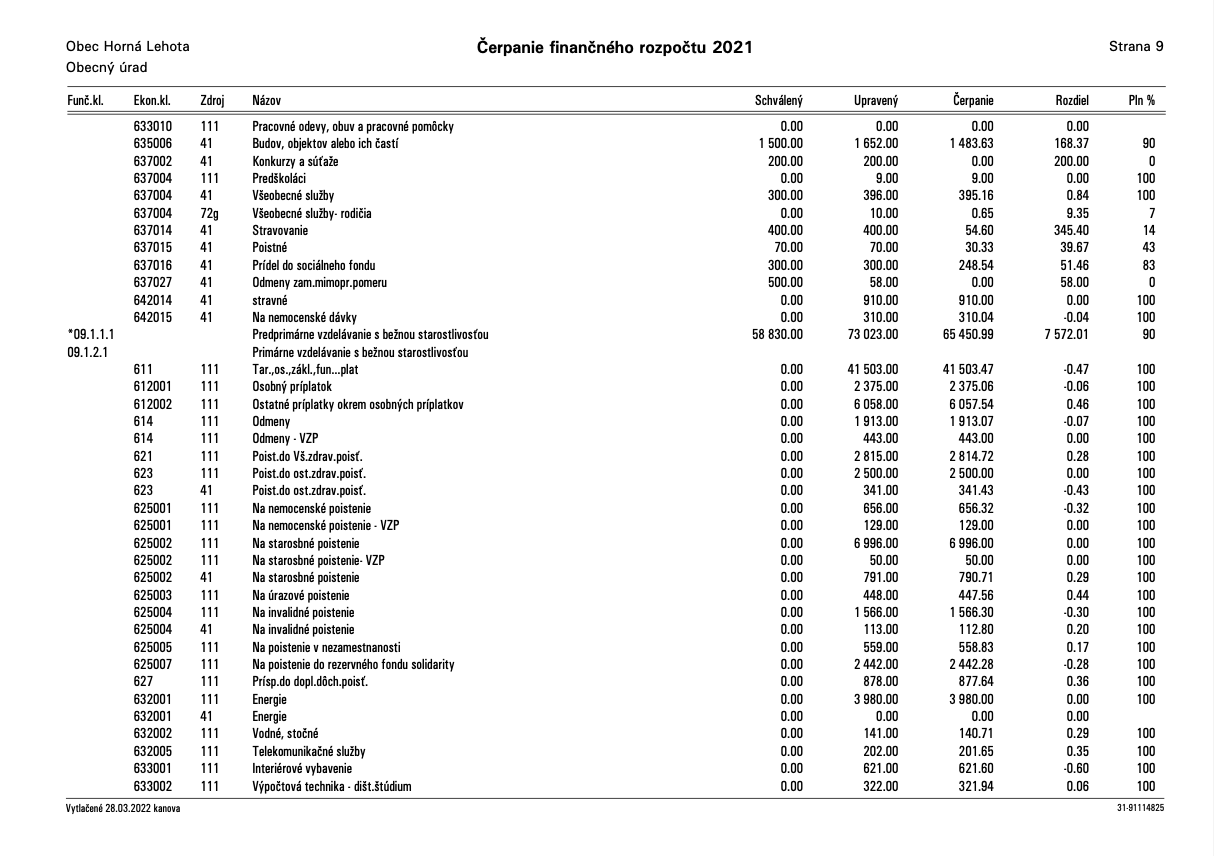 Obec Horná Lehota Čerpanie finančného rozpočtu 2021 Strana 9
Obecný úrad
Funč.kl. Ekon.kl. Zdroj Názov Schválený Upravený Čerpanie Rozdiel Pln %
633010 111 Pracovné odevy, obuv a pracovné pomôcky 0.00 0.00 0.00 0.00
635006 41 Budov, objektov alebo ich častí 1 500.00 1 652.00 1 483.63 168.37 90
637002 41 Konkurzy a súťaže 200.00 200.00 0.00 200.00 0
637004 111 Predškoláci 0.00 9.00 9.00 0.00 100
637004 41 Všeobecné služby 300.00 396.00 395.16 0.84 100
637004 72g Všeobecné služby- rodičia 0.00 10.00 0.65 9.35 7
637014 41 Stravovanie 400.00 400.00 54.60 345.40 14
637015 41 Poistné 70.00 70.00 30.33 39.67 43
637016 41 Prídel do sociálneho fondu 300.00 300.00 248.54 51.46 83
637027 41 Odmeny zam.mimopr.pomeru 500.00 58.00 0.00 58.00 0
642014 41 stravné 0.00 910.00 910.00 0.00 100
642015 41 Na nemocenské dávky 0.00 310.00 310.04 -0.04 100
*09.1.1.1 Predprimárne vzdelávanie s bežnou starostlivosťou 58 830.00 73 023.00 65 450.99 7 572.01 90
09.1.2.1 Primárne vzdelávanie s bežnou starostlivosťou
611 111 Tar.,os.,zákl.,fun...plat 0.00 41 503.00 41 503.47 -0.47 100
612001 111 Osobný príplatok 0.00 2 375.00 2 375.06 -0.06 100
612002 111 Ostatné príplatky okrem osobných príplatkov 0.00 6 058.00 6 057.54 0.46 100
614 111 Odmeny 0.00 1 913.00 1 913.07 -0.07 100
614 111 Odmeny - VZP 0.00 443.00 443.00 0.00 100
621 111 Poist.do Vš.zdrav.poisť. 0.00 2 815.00 2 814.72 0.28 100
623 111 Poist.do ost.zdrav.poisť. 0.00 2 500.00 2 500.00 0.00 100
623 41 Poist.do ost.zdrav.poisť. 0.00 341.00 341.43 -0.43 100
625001 111 Na nemocenské poistenie 0.00 656.00 656.32 -0.32 100
625001 111 Na nemocenské poistenie - VZP 0.00 129.00 129.00 0.00 100
625002 111 Na starosbné poistenie 0.00 6 996.00 6 996.00 0.00 100
625002 111 Na starosbné poistenie- VZP 0.00 50.00 50.00 0.00 100
625002 41 Na starosbné poistenie 0.00 791.00 790.71 0.29 100
625003 111 Na úrazové poistenie 0.00 448.00 447.56 0.44 100
625004 111 Na invalidné poistenie 0.00 1 566.00 1 566.30 -0.30 100
625004 41 Na invalidné poistenie 0.00 113.00 112.80 0.20 100
625005 111 Na poistenie v nezamestnanosti 0.00 559.00 558.83 0.17 100
625007 111 Na poistenie do rezervného fondu solidarity 0.00 2 442.00 2 442.28 -0.28 100
627 111 Prísp.do dopl.dôch.poisť. 0.00 878.00 877.64 0.36 100
632001 111 Energie 0.00 3 980.00 3 980.00 0.00 100
632001 41 Energie 0.00 0.00 0.00 0.00
632002 111 Vodné, stočné 0.00 141.00 140.71 0.29 100
632005 111 Telekomunikačné služby 0.00 202.00 201.65 0.35 100
633001 111 Interiérové vybavenie 0.00 621.00 621.60 -0.60 100
633002 111 Výpočtová technika - dišt.štúdium 0.00 322.00 321.94 0.06 100
Vytlačené 28.03.2022 kanova 31-91114825